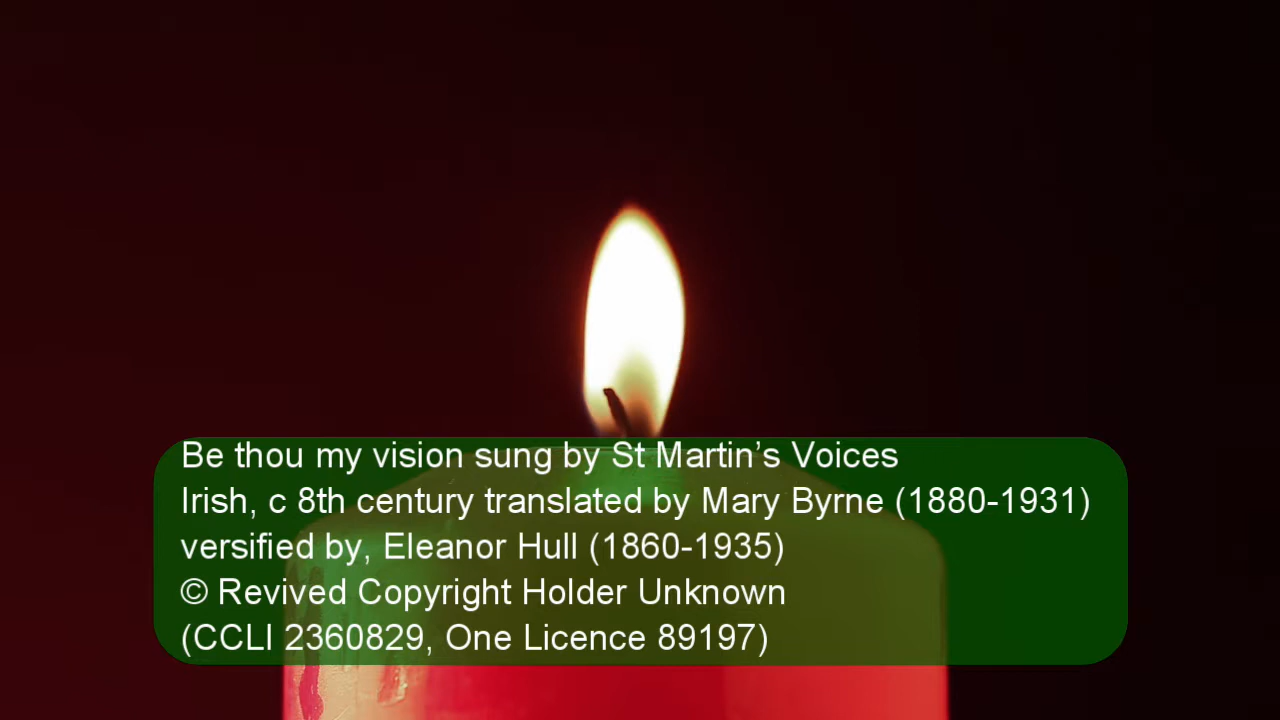 Be thou my vision sung by St Martin’s Voices
Irish, c 8th century translated by Mary Byrne (1880-1931)
versified by, Eleanor Hull (1860-1935)
© Revived Copyright Holder Unknown
(CCLI 2360829, One Licence 89197)